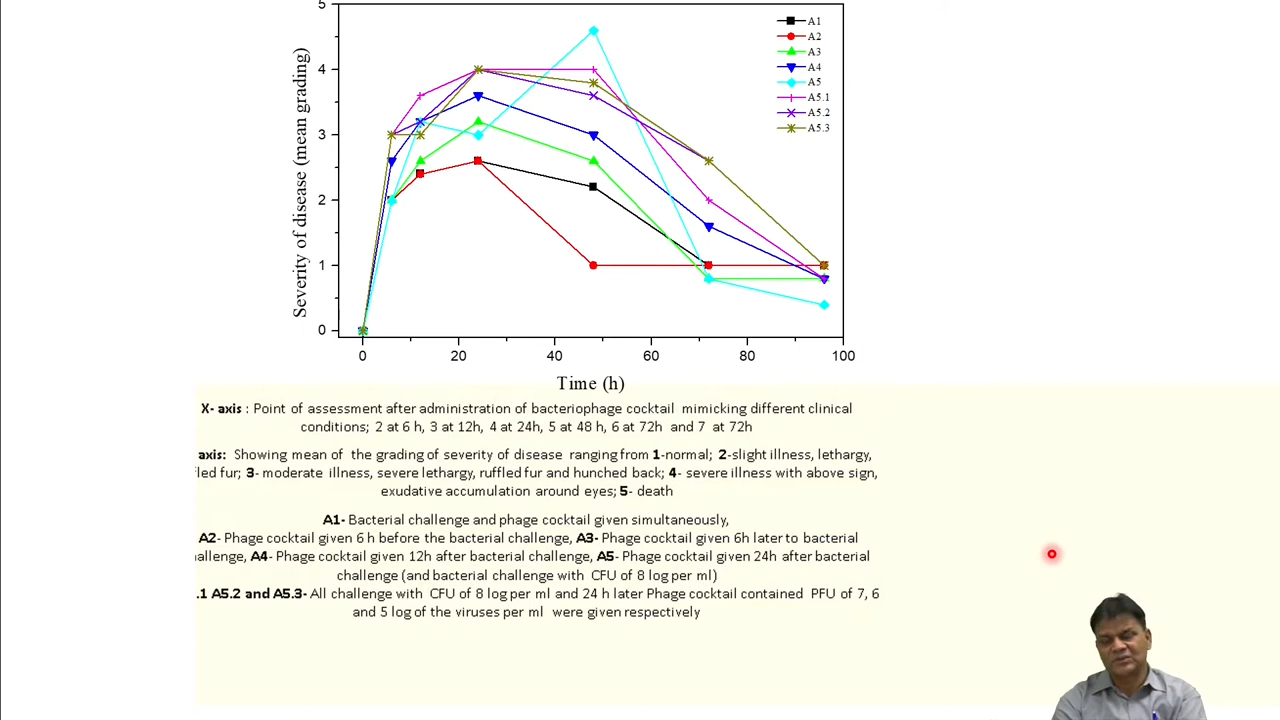 5
4
3
2
1
0
Severity of disease (mean grading)
A1
A2
A3
A4
A5
A5.1
A5.2
A5.3
0 20 40 60 80 100
Time (h)
X- axis : Point of assessment after administration of bacteriophage cocktail mimicking different clinical
conditions; 2 at 6 h, 3 at 12h, 4 at 24h, 5 at 48 h, 6 at 72h and 7 at 72h
axis: Showing mean of the grading of severity of disease ranging from 1-normal; 2-slight illness, lethargy,
led fur; 3- moderate illness, severe lethargy, ruffled fur and hunched back; 4- severe illness with above sign,
exudative accumulation around eyes; 5- death
A1- Bacterial challenge and phage cocktail given simultaneously,
A2- Phage cocktail given 6 h before the bacterial challenge, A3- Phage cocktail given 6h later to bacterial
allenge, A4- Phage cocktail given 12h after bacterial challenge, A5- Phage cocktail given 24h after bacterial
challenge (and bacterial challenge with CFU of 8 log per ml)
.1 A5.2 and A5.3- All challenge with CFU of 8 log per ml and 24 h later Phage cocktail contained PFU of 7, 6
and 5 log of the viruses per ml were given respectively